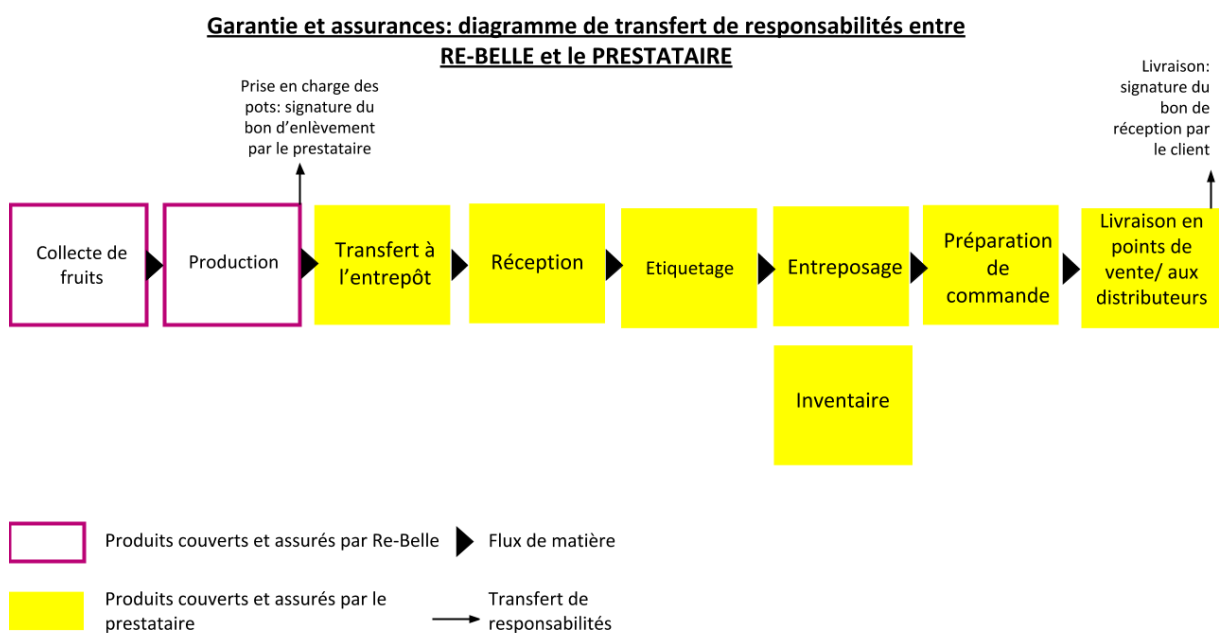 Garantie et assurances: diagramme de transfert de responsabilités entre
RE-BELLE et le PRESTATAIRE
Prise en charge des
pots: signature du
bon d'enlèvement
par le prestataire
Livraison:
signature du
bon de
réception par
le client
Collecte de
fruits
Production
Transfert à
l'entrepôt
Réception
Etiquetage
Entreposage
Préparation
de
commande
Livraison en
points de
vente/ aux
distributeurs
Inventaire
Produits couverts et assurés par Re-Belle
Flux de matière
Produits couverts et assurés par le
prestataire
Transfert de
responsabilités